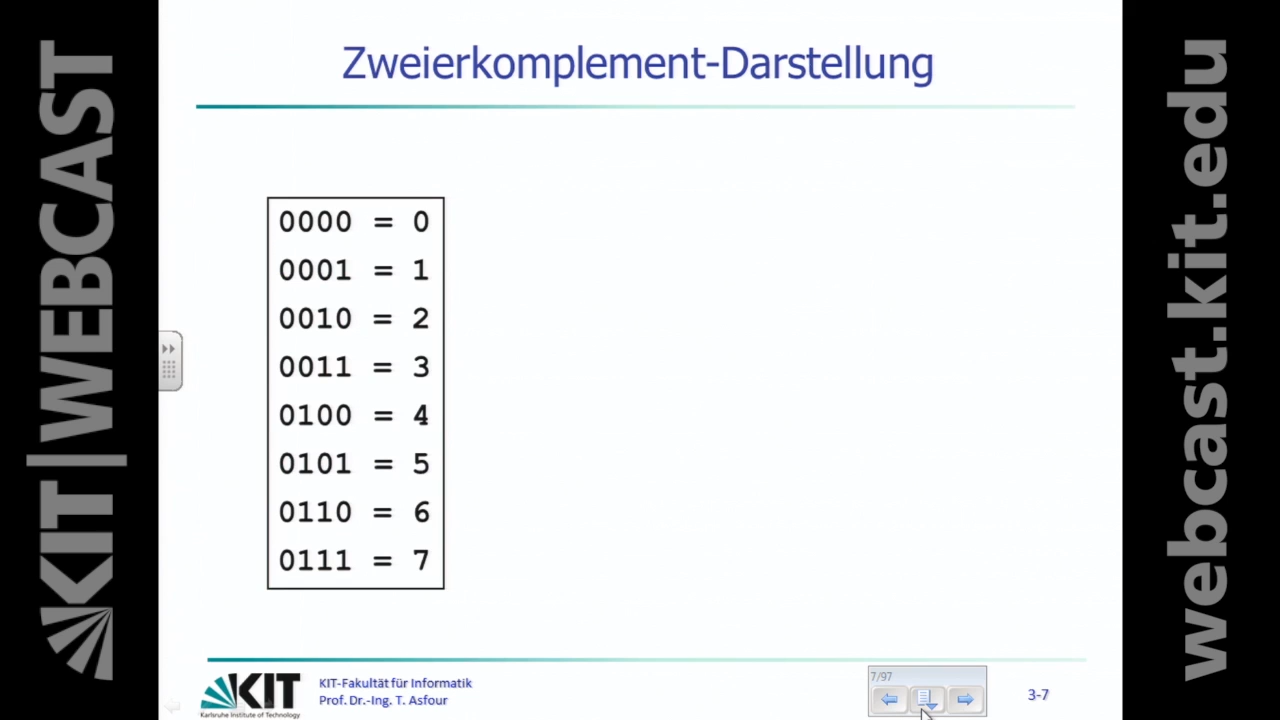 KIT|WEBCAST
Zweierkomplement-Darstellung
0000 = 0
0001 = 1
0010 = 2
0011 = 3
0100 = 4
0101 = 5
0110 = 6
0111 = 7
KIT
Karlsruhe Institute of Technology
KIT-Fakultät für Informatik
Prof. Dr.-Ing. T. Asfour
7/97
3-7
webcast.kit.edu